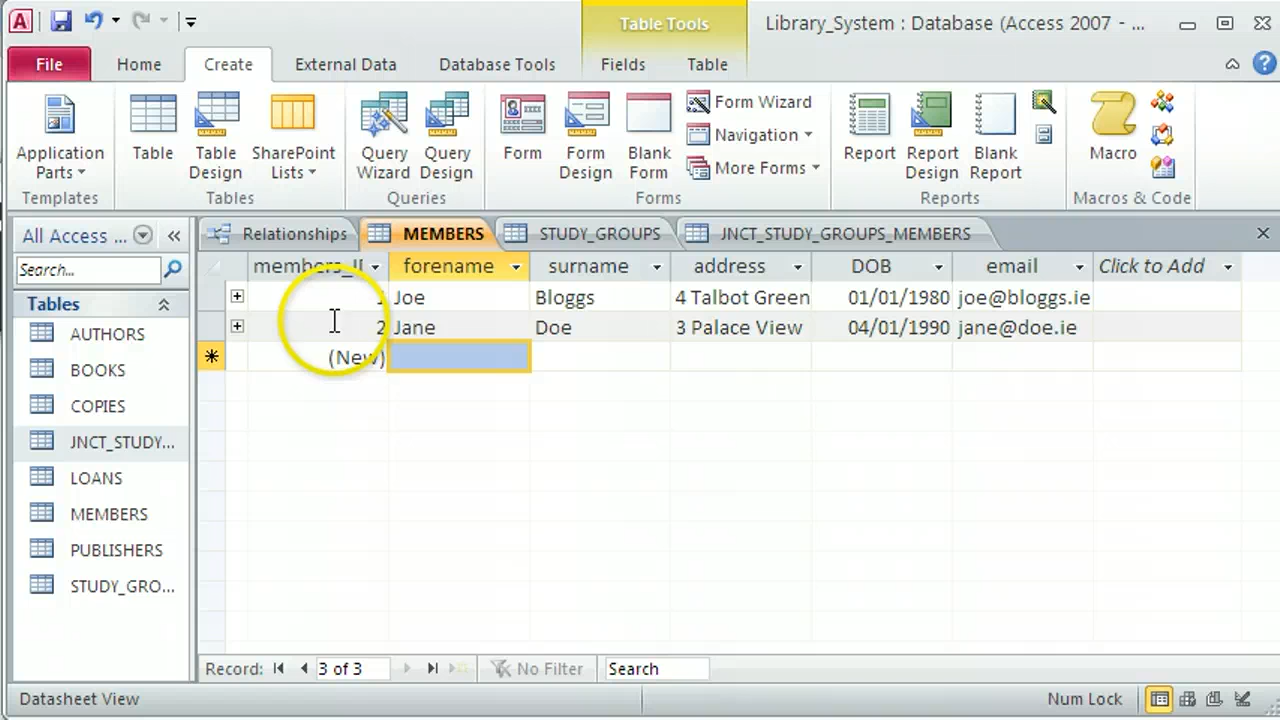 Table Tools
Library_System : Database (Access 2007 - ...
File Home Create External Data Database Tools Fields Table
Application Parts
Table
Table Design
SharePoint Lists
Query Wizard
Query Design
Form
Form Design
Blank Form
Form Wizard
Navigation
More Forms
Report
Report Design
Blank Report
Macro
Templates Tables Queries Forms Reports Macros & Code
All Access ...
Relationships MEMBERS STUDY_GROUPS JNCT_STUDY_GROUPS_MEMBERS
Search...
Tables
AUTHORS
BOOKS
COPIES
JNCT_STUDY...
LOANS
MEMBERS
PUBLISHERS
STUDY_GRO...
members_ID forename surname address DOB email Click to Add
1 Joe Bloggs 4 Talbot Green 01/01/1980 joe@bloggs.ie
2 Jane Doe 3 Palace View 04/01/1990 jane@doe.ie
(New)
Record: 3 of 3 No Filter Search
Datasheet View Num Lock